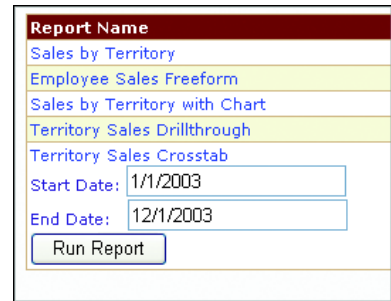 Report Name
Sales by Territory
Employee Sales Freeform
Sales by Territory with Chart
Territory Sales Drillthrough
Territory Sales Crosstab
Start Date: 1/1/2003
End Date: 12/1/2003
Run Report